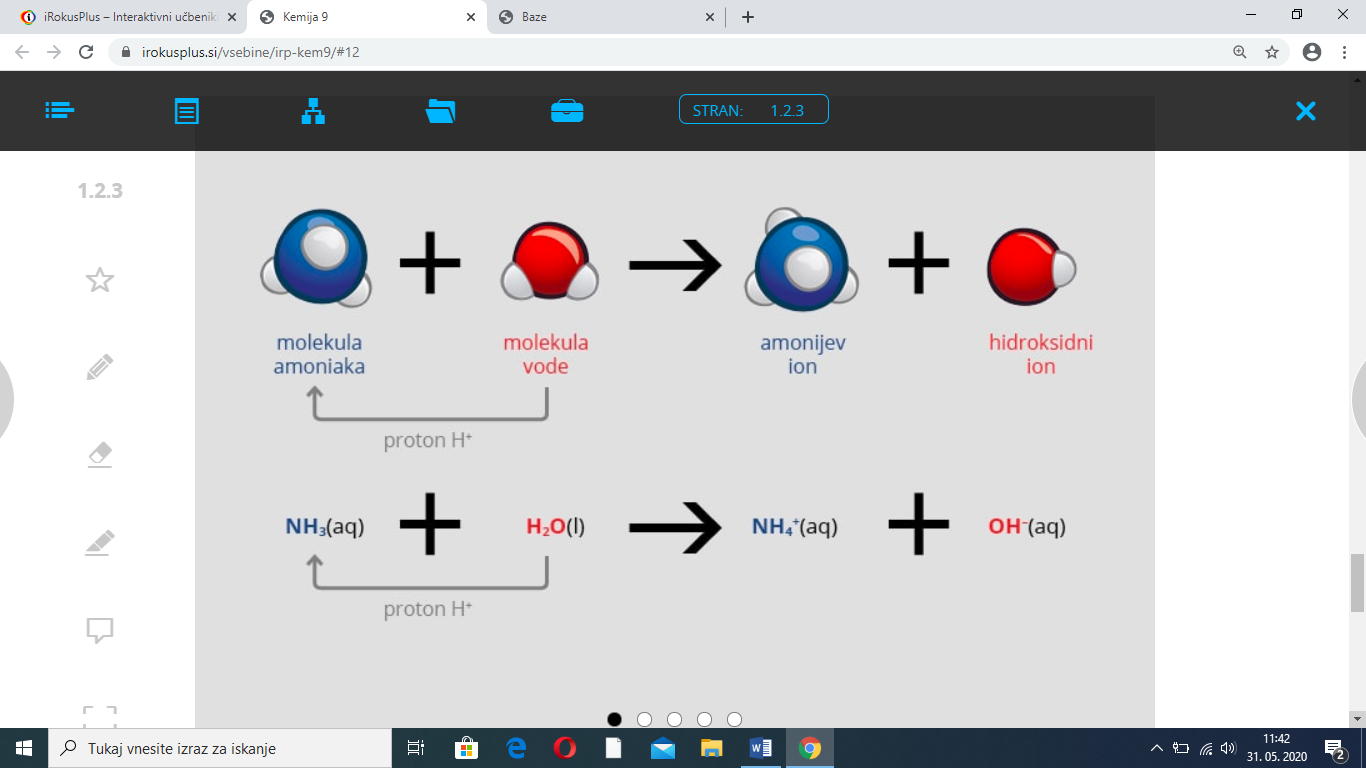 iRokusPlus – Interaktivni učbenik
Kemija 9
Baze
irokusplus.si/vsebine/irp-kem9/#12
STRAN: 1.2.3
1.2.3
molekula amoniaka
molekula vode
amonijev ion
hidroksidni ion
proton H⁺
NH₃(aq)
H₂O(l)
NH₄⁺(aq)
OH⁻(aq)
proton H⁺
Tukaj vnesite izraz za iskanje
11:42
31. 05. 2020
2